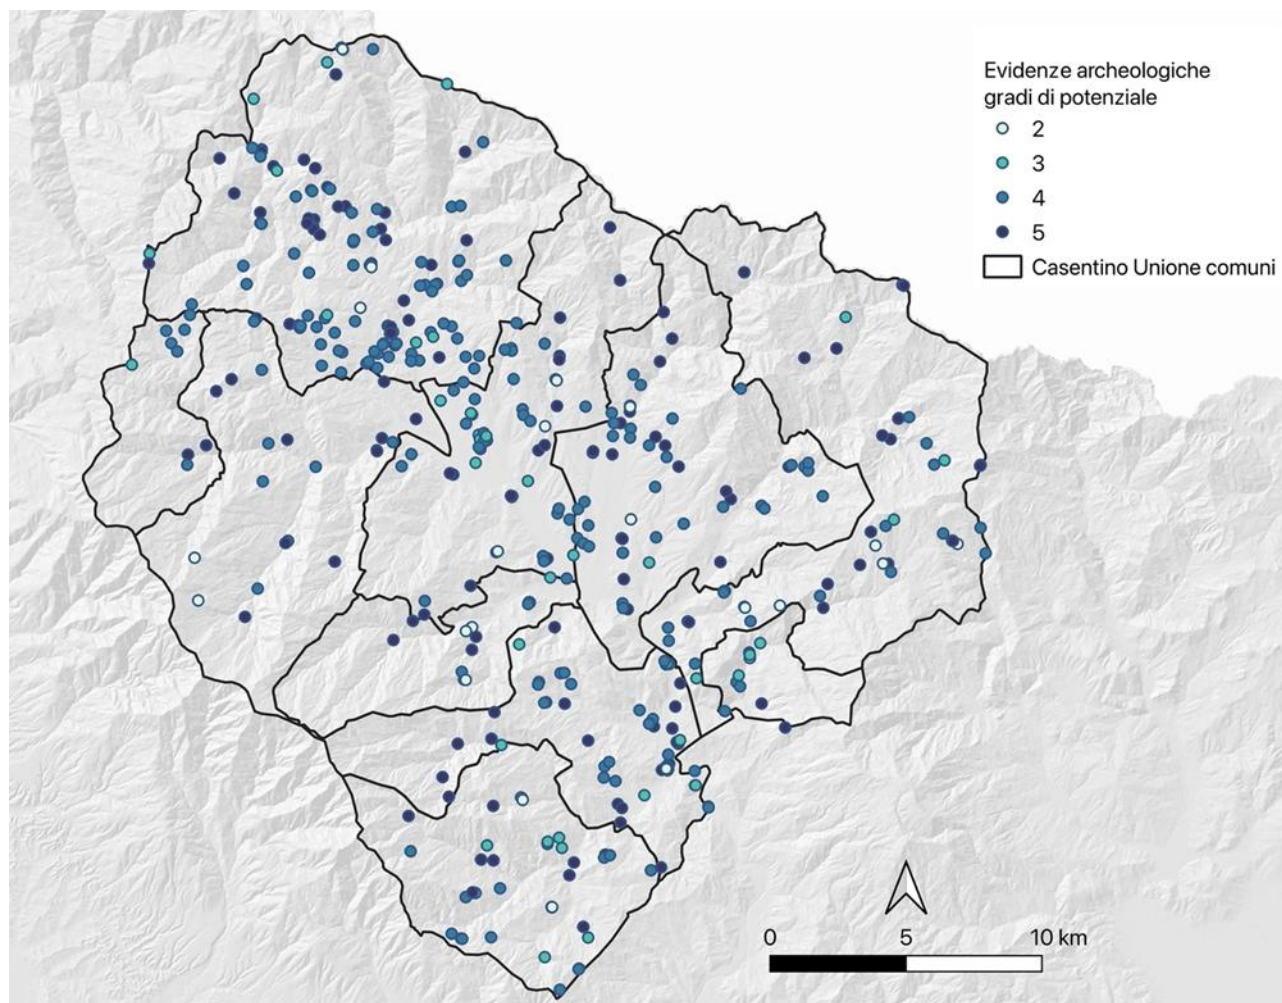 Evidenze archeologiche
gradi di potenziale
2
3
4
5
Casentino Unione comuni
0 5 10 km